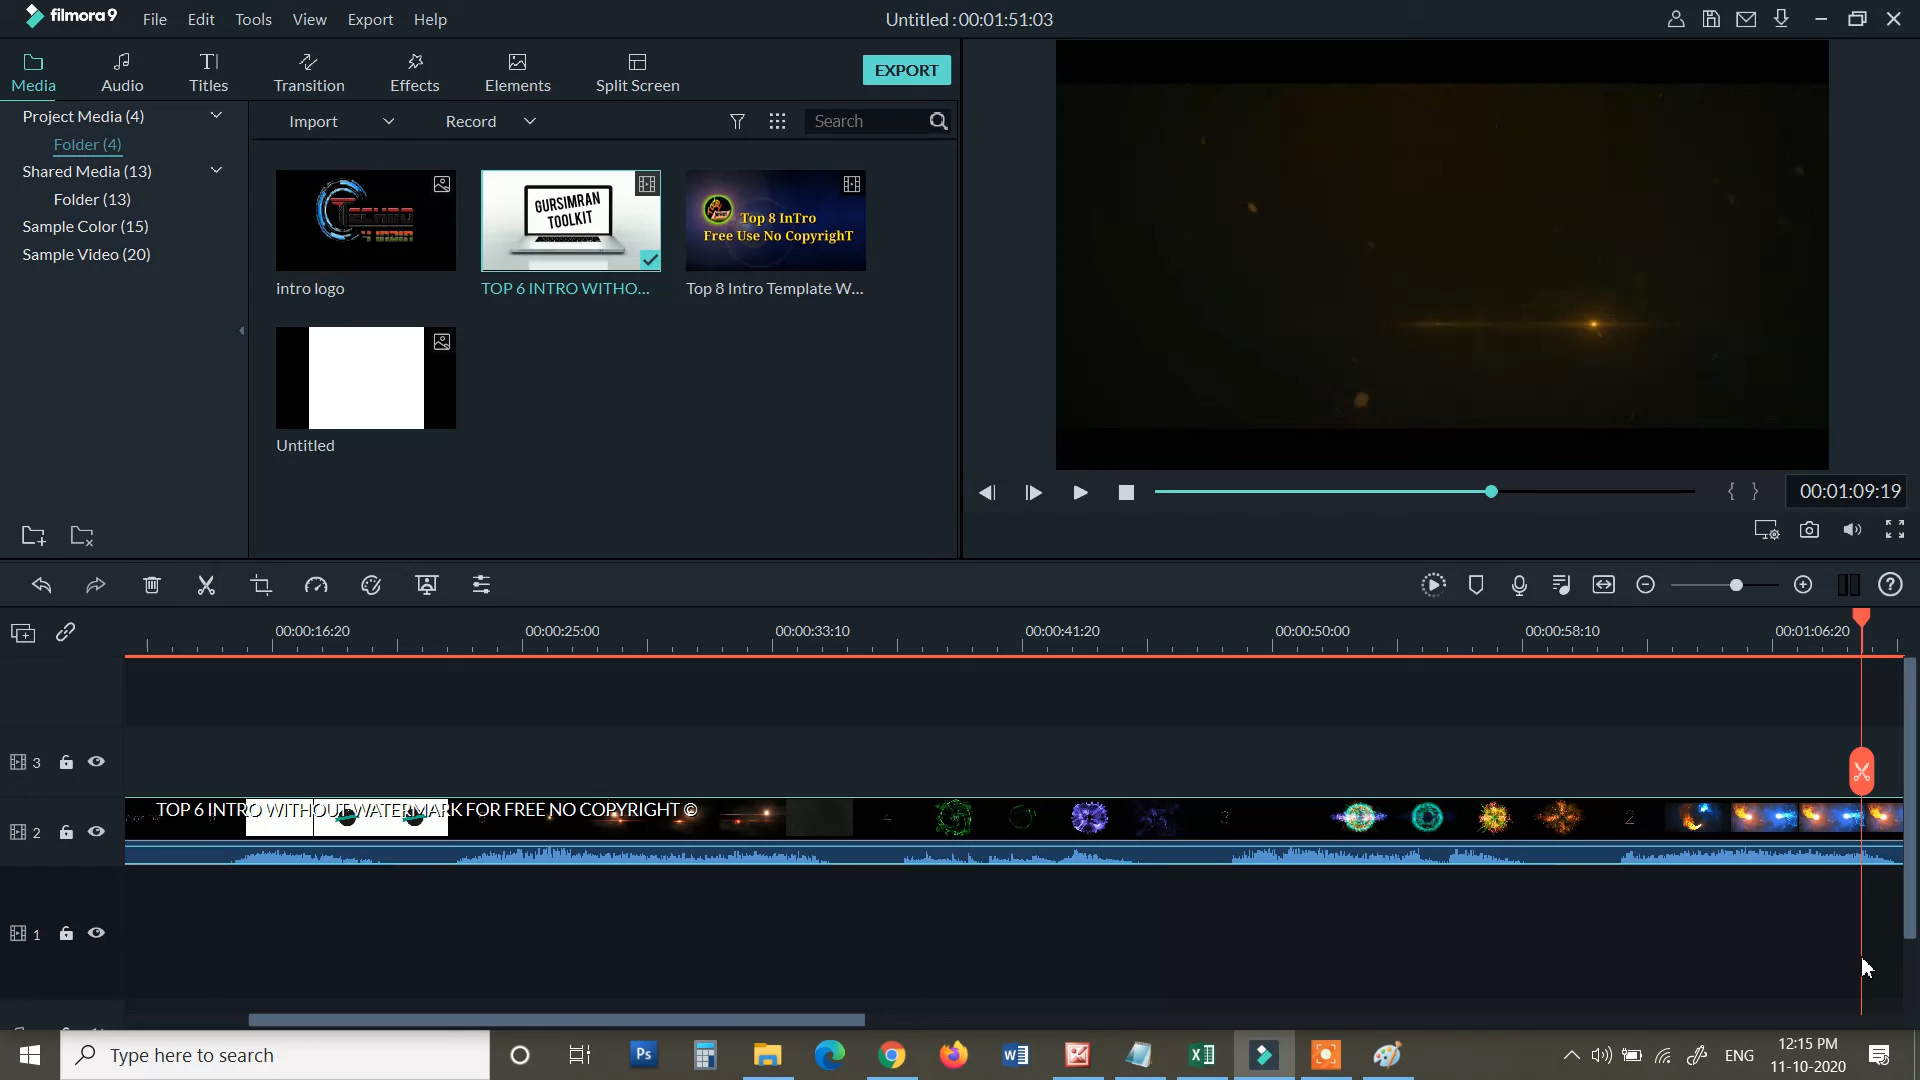 filmora9
File Edit Tools View Export Help
Untitled : 00:01:51:03
Media Audio Titles Transition Effects Elements Split Screen
EXPORT
Project Media (4)
Folder (4)
Shared Media (13)
Folder (13)
Sample Color (15)
Sample Video (20)
Import Record Search
GURSIMRAN
TOOLKIT
Top 8 InTro
Free Use No CopyrighT
intro logo
TOP 6 INTRO WITHO...
Top 8 Intro Template W...
Untitled
{ } 00:01:09:19
00:00:16:20 00:00:25:00 00:00:33:10 00:00:41:20 00:00:50:00 00:00:58:10 00:01:06:20
3
TOP 6 INTRO WITHOUT WATERMARK FOR FREE NO COPYRIGHT ©
2
1
Type here to search
Ps
ENG
12:15 PM
11-10-2020